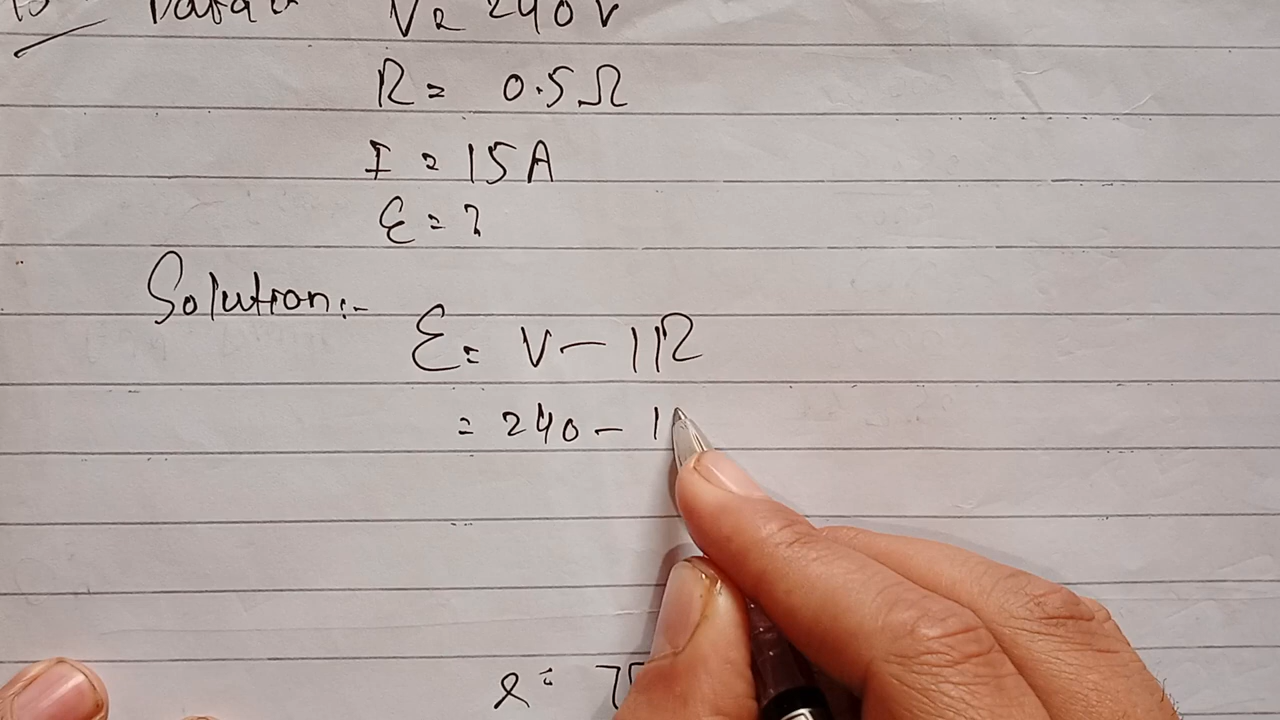 V = 240 V
R = 0.5 Ω
I = 15 A
ε = ?
Solution:-
ε = V - IR
= 240 - 1